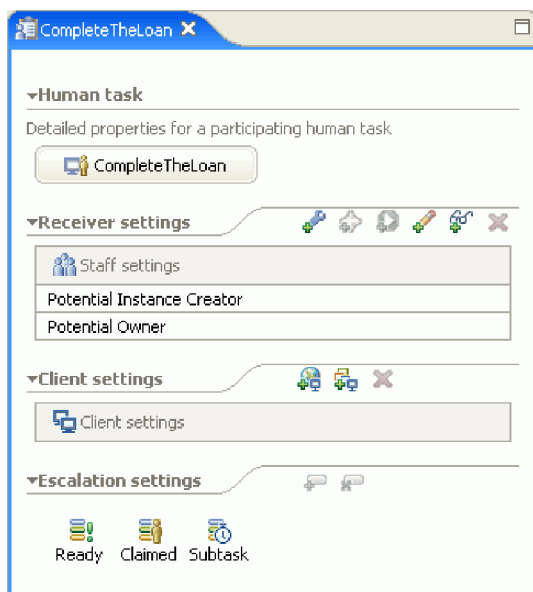 CompleteTheLoan
Human task
Detailed properties for a participating human task
CompleteTheLoan
Receiver settings
Staff settings
Potential Instance Creator
Potential Owner
Client settings
Client settings
Escalation settings
Ready Claimed Subtask